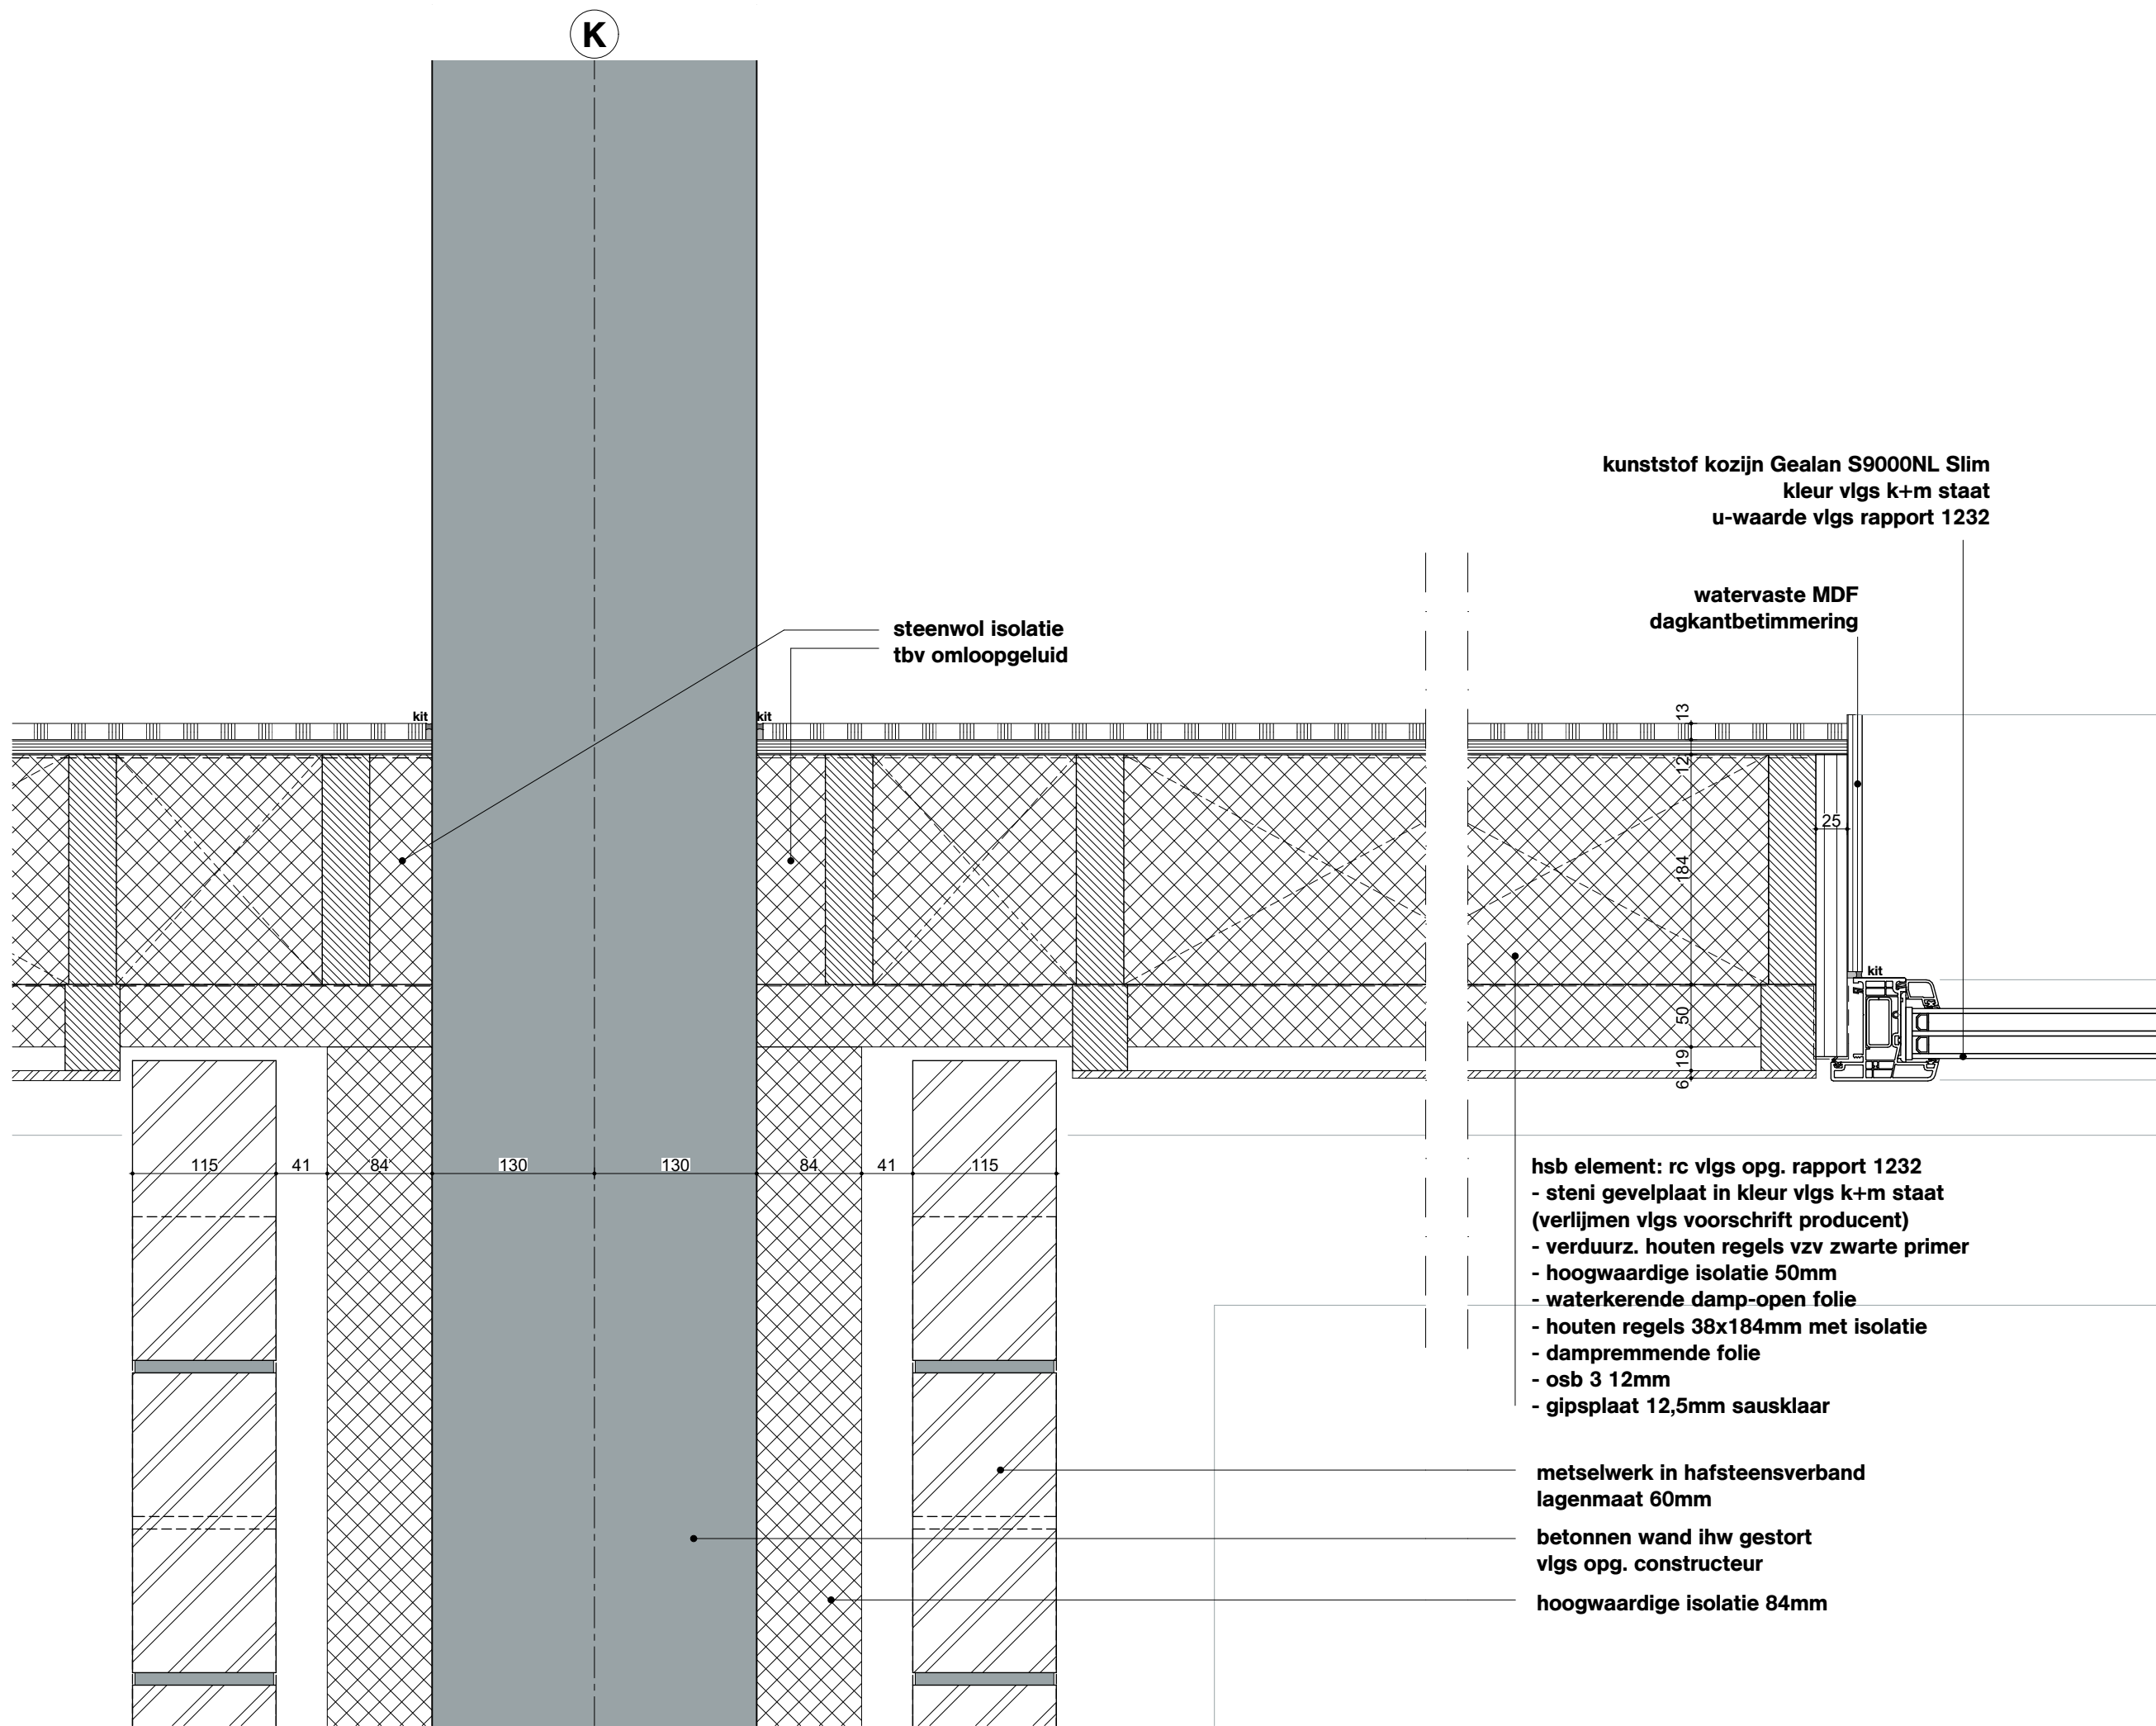 K
kunststof kozijn Gealan S9000NL Slim
kleur vlgs k+m staat
u-waarde vlgs rapport 1232
watervaste MDF
dagkantbetimmering
steenwol isolatie
tbv omloopgeluid
kit
kit
13
12
25
184
kit
50
19
6
115
41
84
130
130
84
41
115
hsb element: rc vlgs opg. rapport 1232
- steni gevelplaat in kleur vlgs k+m staat
(verlijmen vlgs voorschrift producent)
- verduurz. houten regels vzv zwarte primer
- hoogwaardige isolatie 50mm
- waterkerende damp-open folie
- houten regels 38x184mm met isolatie
- dampremmende folie
- osb 3 12mm
- gipsplaat 12,5mm sausklaar
metselwerk in hafsteensverband
lagenmaat 60mm
betonnen wand ihw gestort
vlgs opg. constructeur
hoogwaardige isolatie 84mm